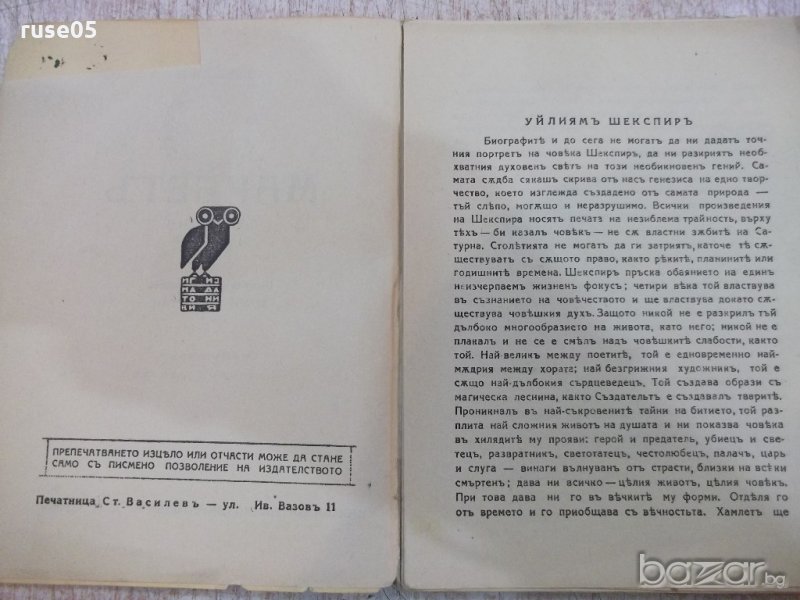 ruse05
ПРЕПЕЧАТВАНЕТО ИЗЦѢЛО ИЛИ ОТЧАСТИ МОЖЕ ДА СТАНЕ
САМО СЪ ПИСМЕНО ПОЗВОЛЕНИЕ НА ИЗДАТЕЛСТВОТО
Печатница Ст. Василевъ — ул. Ив. Вазовъ 11
УЙЛИЯМЪ ШЕКСПИРЪ
Биографитѣ и до сега не могатъ да ни дадатъ точ-
ния портретъ на човѣка Шекспиръ, да ни разкриятъ необ-
хватния духовенъ свѣтъ на този необикновенъ гений. Са-
мата сѫдба сякашъ скрива отъ насъ генезиса на едно твор-
чество, което изглежда създадено отъ самата природа —
тъй слѣпо, могѫщо и неразрушимо. Всички произведения
на Шекспира носятъ печата на незиблема трайность, върху
тѣхъ — би казалъ човѣкъ — не сѫ властни зѫбитѣ на Са-
турна. Столѣтията не могатъ да ги затриятъ, каточе тѣ сѫ-
ществуватъ съ сѫщото право, както рѣкитѣ, планинитѣ или
годишнитѣ времена. Шекспиръ пръска обаянието на единъ
неизчерпаемъ жизненъ фокусъ; четири вѣка той властвува
въ съзнанието на човѣчеството и ще властвува докато сѫ-
ществува човѣшкия духъ. Защото никой не е разкрилъ тъй
дълбоко многообразието на живота, като него; никой не е
плакалъ и не се е смѣлъ надъ човѣшкитѣ слабости, както
той. Най великъ между поетитѣ, той е едновременно най-
мѫдрия между хората; най безгрижния художникъ, той е
сѫщо най-дълбокия сърдцеведецъ. Той създава образи съ
магическа леснина, както Създательтъ е създавалъ тваритѣ.
Проникналъ въ най-съкровенитѣ тайни на битието, той раз-
плита най сложния животъ на душата и ни показва човѣка
въ хилядитѣ му прояви: герой и предатель, убиецъ и све-
тецъ, развратникъ, светотатецъ, честолюбецъ, палачъ, царь
и слуга — винаги вълнуванъ отъ страсти, близки на всѣки
смъртенъ; дава ни всичко — цѣлия животъ, цѣлия човѣкъ.
При това дава ни го въ вѣчкитѣ му форми. Отдѣля го
отъ времето и го приобщава съ вѣчностьта. Хамлетъ ще
bazar.bg